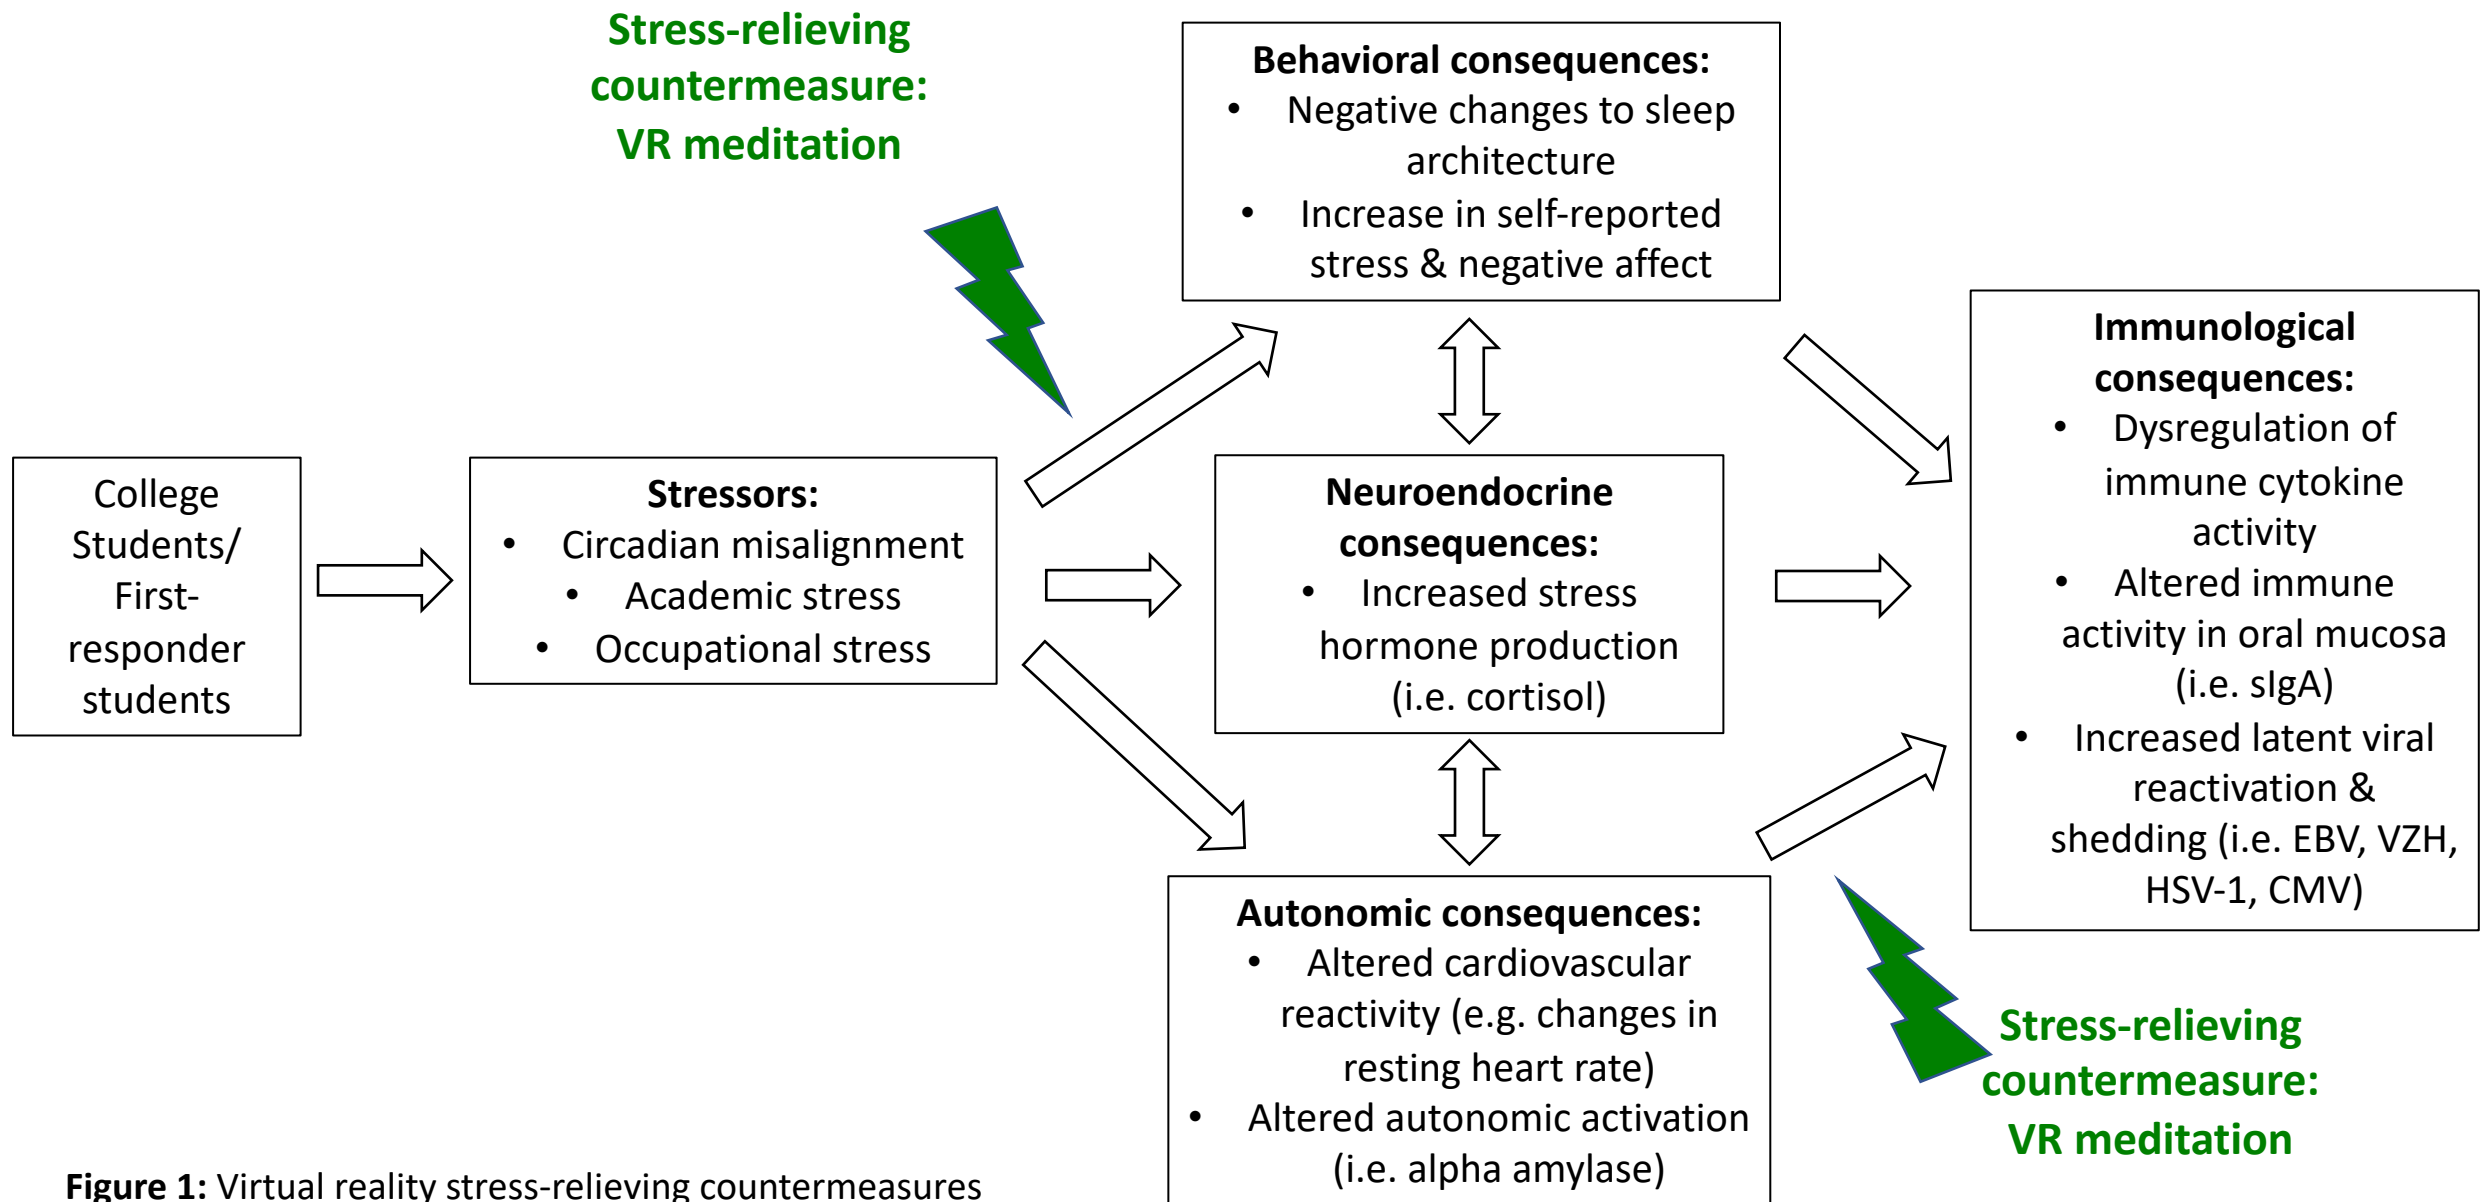 Stress-relieving
countermeasure:
VR meditation
Behavioral consequences:
• Negative changes to sleep
architecture
• Increase in self-reported
stress & negative affect
College
Students/
First-
responder
students
Stressors:
• Circadian misalignment
• Academic stress
• Occupational stress
Neuroendocrine
consequences:
• Increased stress
hormone production
(i.e. cortisol)
Immunological
consequences:
• Dysregulation of
immune cytokine
activity
• Altered immune
activity in oral mucosa
(i.e. sIgA)
• Increased latent viral
reactivation &
shedding (i.e. EBV, VZH,
HSV-1, CMV)
Autonomic consequences:
• Altered cardiovascular
reactivity (e.g. changes in
resting heart rate)
• Altered autonomic activation
(i.e. alpha amylase)
Stress-relieving
countermeasure:
VR meditation
Figure 1: Virtual reality stress-relieving countermeasures